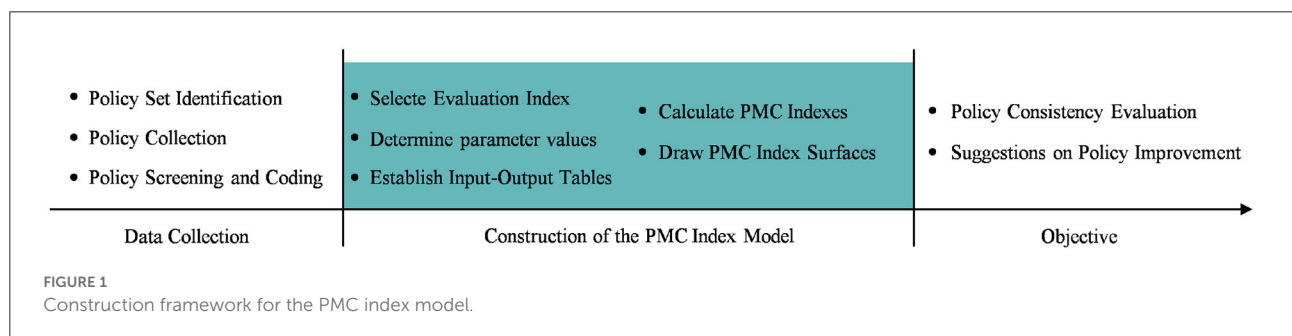 • Policy Set Identification
• Policy Collection
• Policy Screening and Coding
• Selecte Evaluation Index
• Determine parameter values
• Establish Input-Output Tables
• Calculate PMC Indexes
• Draw PMC Index Surfaces
• Policy Consistency Evaluation
• Suggestions on Policy Improvement
Data Collection
Construction of the PMC Index Model
Objective
FIGURE 1
Construction framework for the PMC index model.